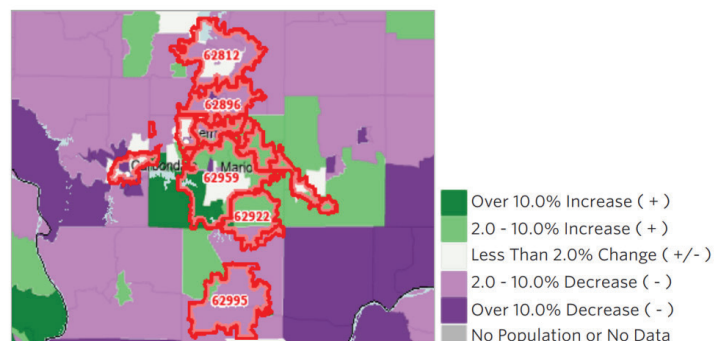 62812
62896
62959
62922
62995
Over 10.0% Increase ( + )
2.0 - 10.0% Increase ( + )
Less Than 2.0% Change ( +/- )
2.0 - 10.0% Decrease ( - )
Over 10.0% Decrease ( - )
No Population or No Data